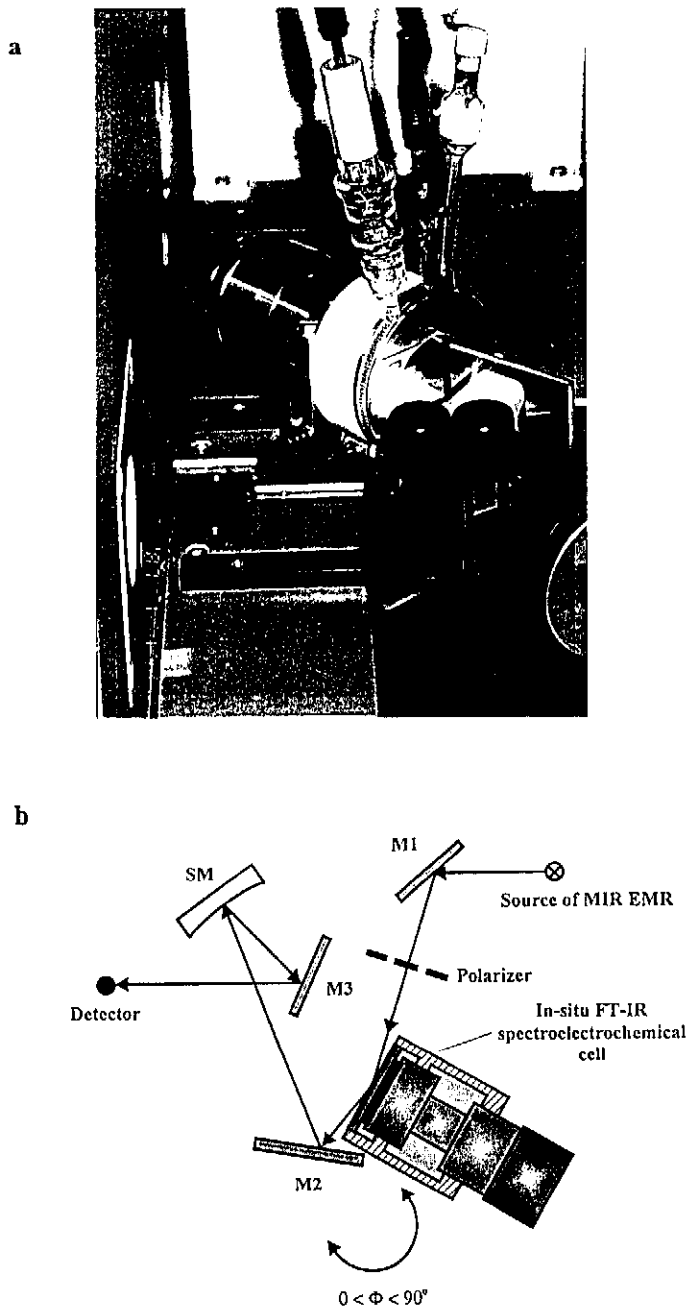 a
b
M1
SM
Source of MIR EMR
Polarizer
M3
Detector
In-situ FT-IR
spectroelectrochemical
cell
M2
0 < Φ < 90°